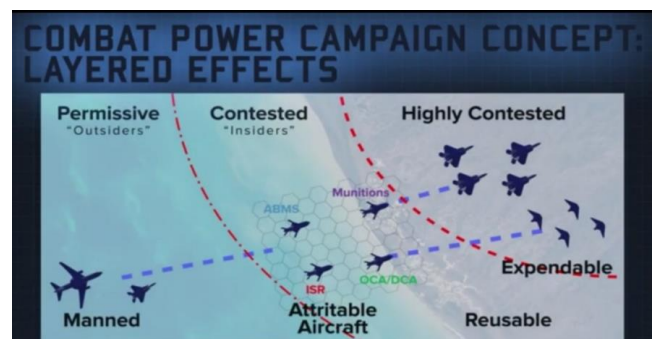 COMBAT POWER CAMPAIGN CONCEPT:
LAYERED EFFECTS
Permissive
"Outsiders"
Contested
"Insiders"
Highly Contested
Munitions
ABMS
ISR
OCA/DCA
Expendable
Manned
Attritable
Aircraft
Reusable